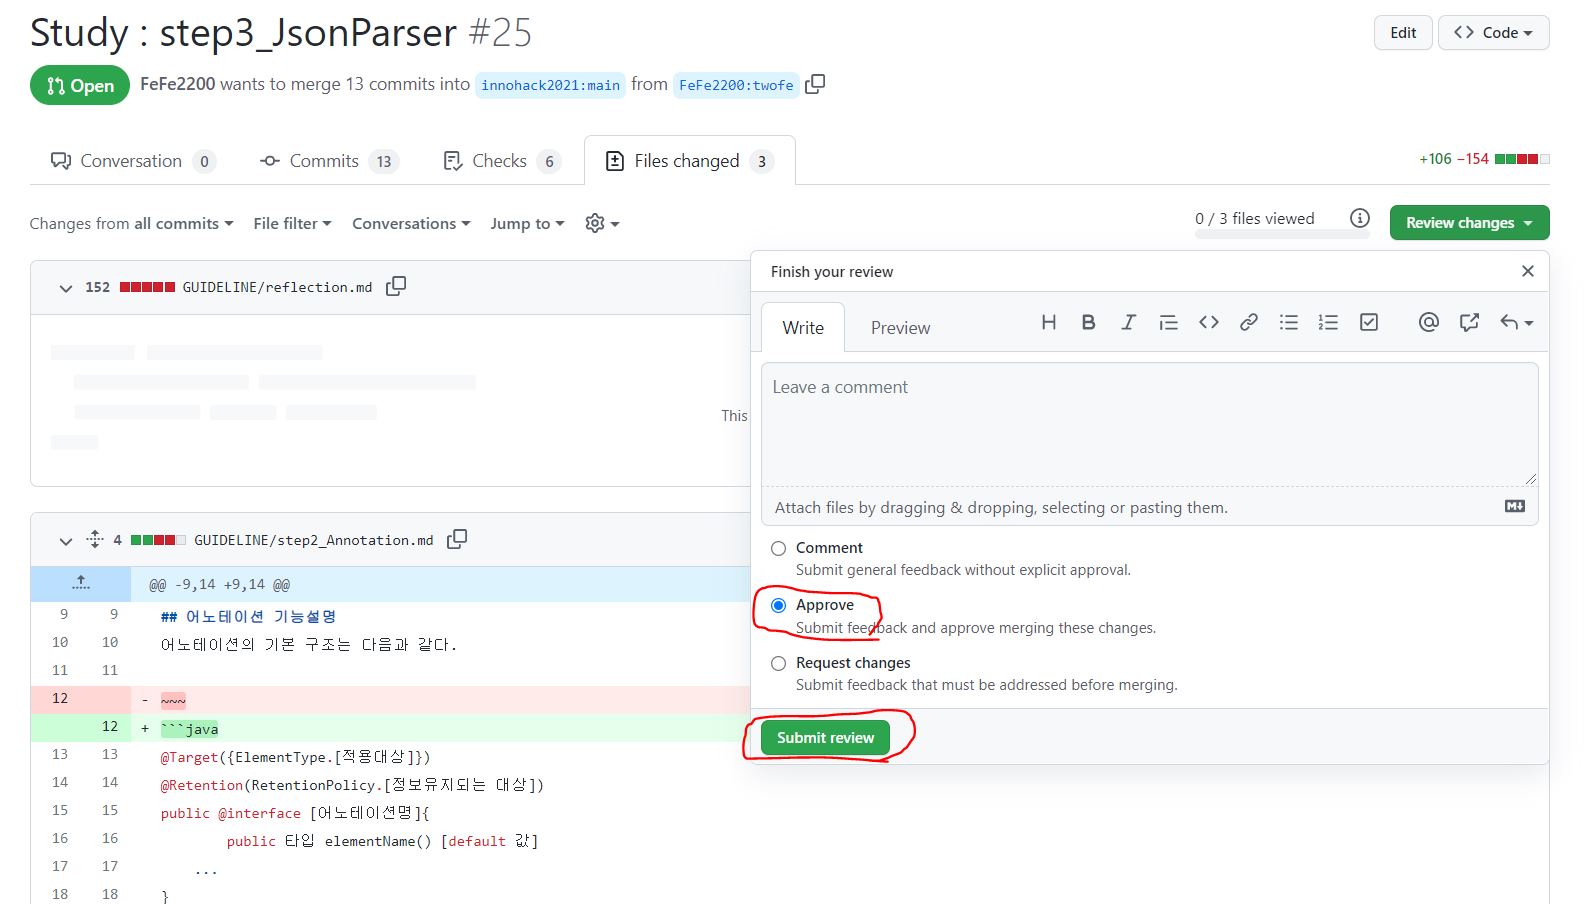 Study : step3_JsonParser #25
Edit
Code
Open
FeFe2200 wants to merge 13 commits into innohack2021:main from FeFe2200:twofe
Conversation 0
Commits 13
Checks 6
Files changed 3
+106 −154
Changes from all commits
File filter
Conversations
Jump to
0 / 3 files viewed
Review changes
152 GUIDELINE/reflection.md
This
Finish your review
Write
Preview
Leave a comment
Attach files by dragging & dropping, selecting or pasting them.
Comment
Submit general feedback without explicit approval.
Approve
Submit feedback and approve merging these changes.
Request changes
Submit feedback that must be addressed before merging.
Submit review
4 GUIDELINE/step2_Annotation.md
@@ -9,14 +9,14 @@
9 9 ## 어노테이션 기능설명
10 10 어노테이션의 기본 구조는 다음과 같다.
11 11
12 - ~~~
12 + ```java
13 13 @Target({ElementType.[적용대상]})
14 14 @Retention(RetentionPolicy.[정보유지되는 대상])
15 15 public @interface [어노테이션명]{
16 16 public 타입 elementName() [default 값]
17 17 ...
18 18 }